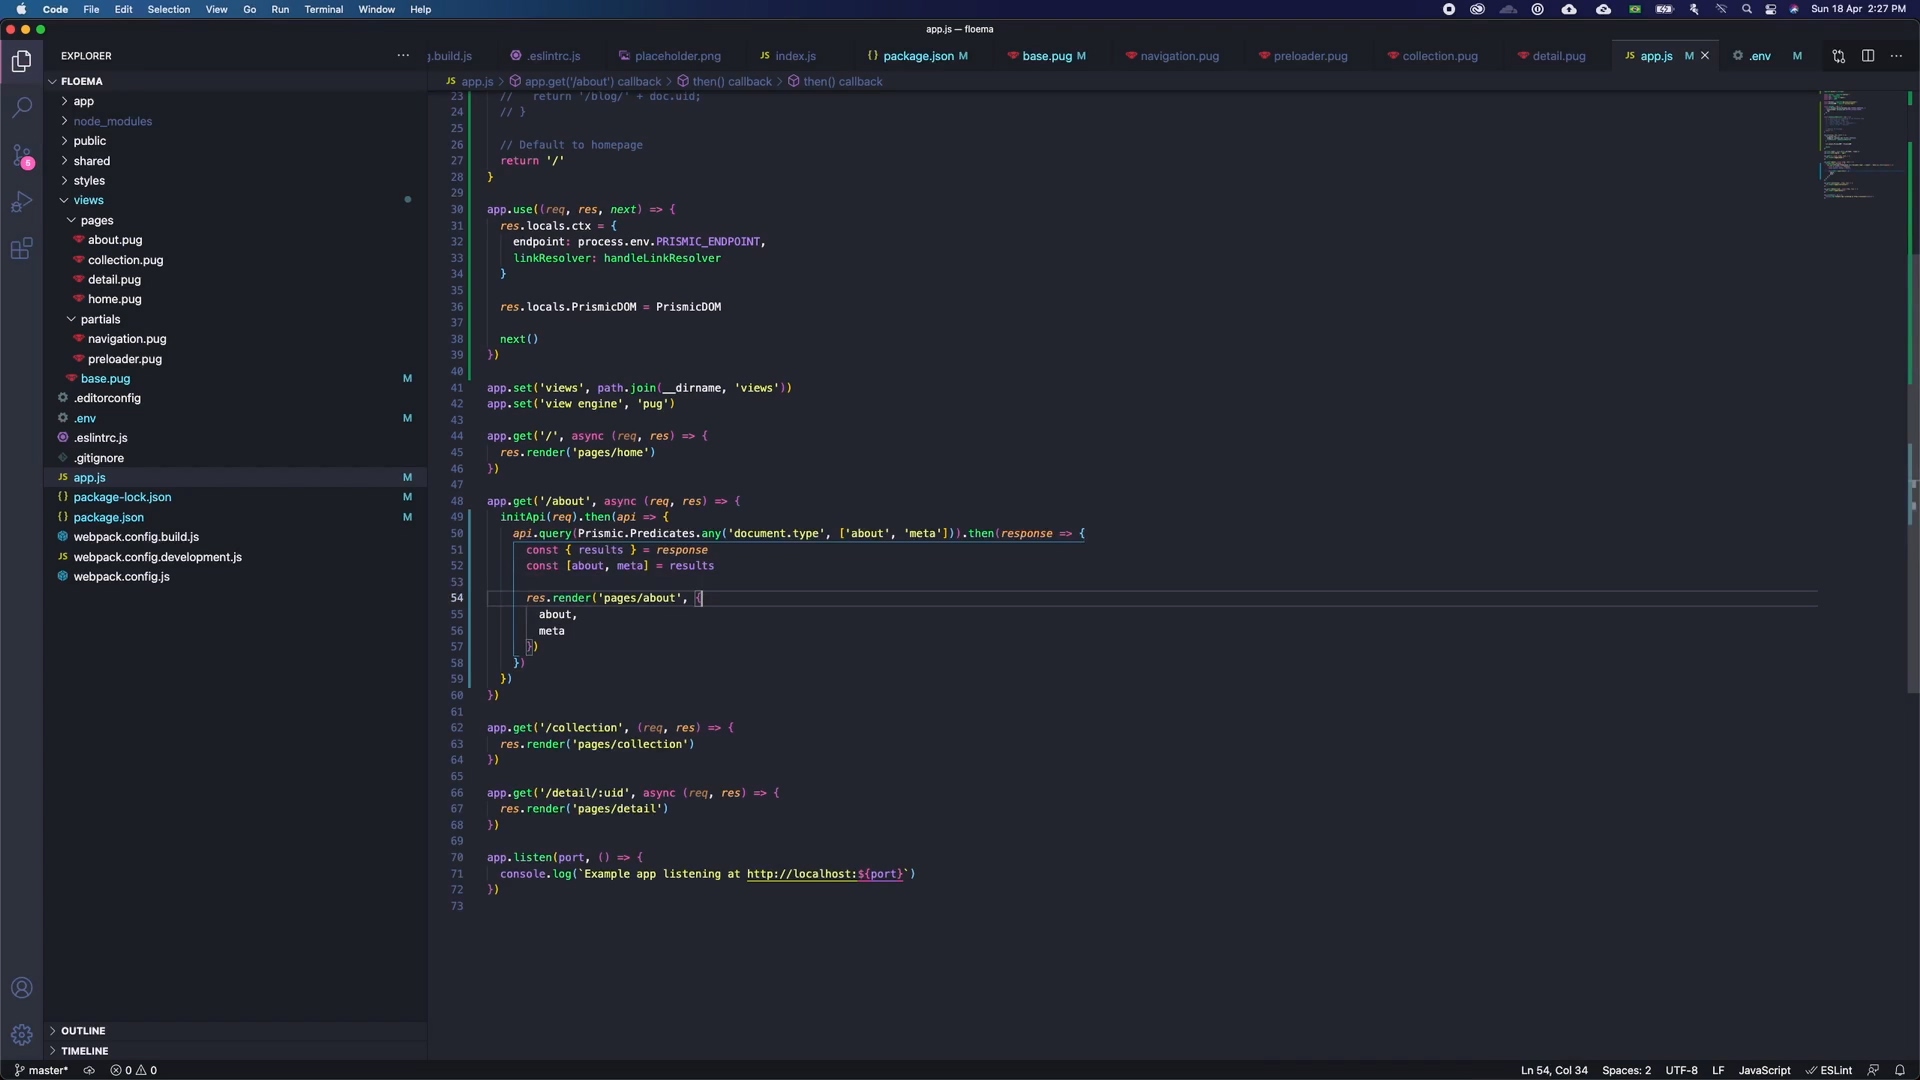 Code File Edit Selection View Go Run Terminal Window Help Sun 18 Apr 2:27 PM
app.js — floema
EXPLORER
g.build.js .eslintrc.js placeholder.png JS index.js {} package.json M base.pug M navigation.pug preloader.pug collection.pug detail.pug JS app.js M .env M
JS app.js > app.get('/about') callback > then() callback > then() callback
FLOEMA
app
node_modules
public
shared
styles
views
pages
about.pug
collection.pug
detail.pug
home.pug
partials
navigation.pug
preloader.pug
base.pug M
.editorconfig
.env M
.eslintrc.js
.gitignore
JS app.js M
{} package-lock.json M
{} package.json M
webpack.config.build.js
JS webpack.config.development.js
webpack.config.js
5
23 //   return '/blog/' + doc.uid;
24 // }
25
26 // Default to homepage
27 return '/'
28 }
29
30 app.use((req, res, next) => {
31 res.locals.ctx = {
32 endpoint: process.env.PRISMIC_ENDPOINT,
33 linkResolver: handleLinkResolver
34 }
35
36 res.locals.PrismicDOM = PrismicDOM
37
38 next()
39 })
40
41 app.set('views', path.join(__dirname, 'views'))
42 app.set('view engine', 'pug')
43
44 app.get('/', async (req, res) => {
45 res.render('pages/home')
46 })
47
48 app.get('/about', async (req, res) => {
49 initApi(req).then(api => {
50 api.query(Prismic.Predicates.any('document.type', ['about', 'meta'])).then(response => {
51 const { results } = response
52 const [about, meta] = results
53
54 res.render('pages/about', {
55 about,
56 meta
57 })
58 })
59 })
60 })
61
62 app.get('/collection', (req, res) => {
63 res.render('pages/collection')
64 })
65
66 app.get('/detail/:uid', async (req, res) => {
67 res.render('pages/detail')
68 })
69
70 app.listen(port, () => {
71 console.log(`Example app listening at http://localhost:${port}`)
72 })
73
OUTLINE
TIMELINE
master* 0 0 Ln 54, Col 34 Spaces: 2 UTF-8 LF JavaScript ESLint